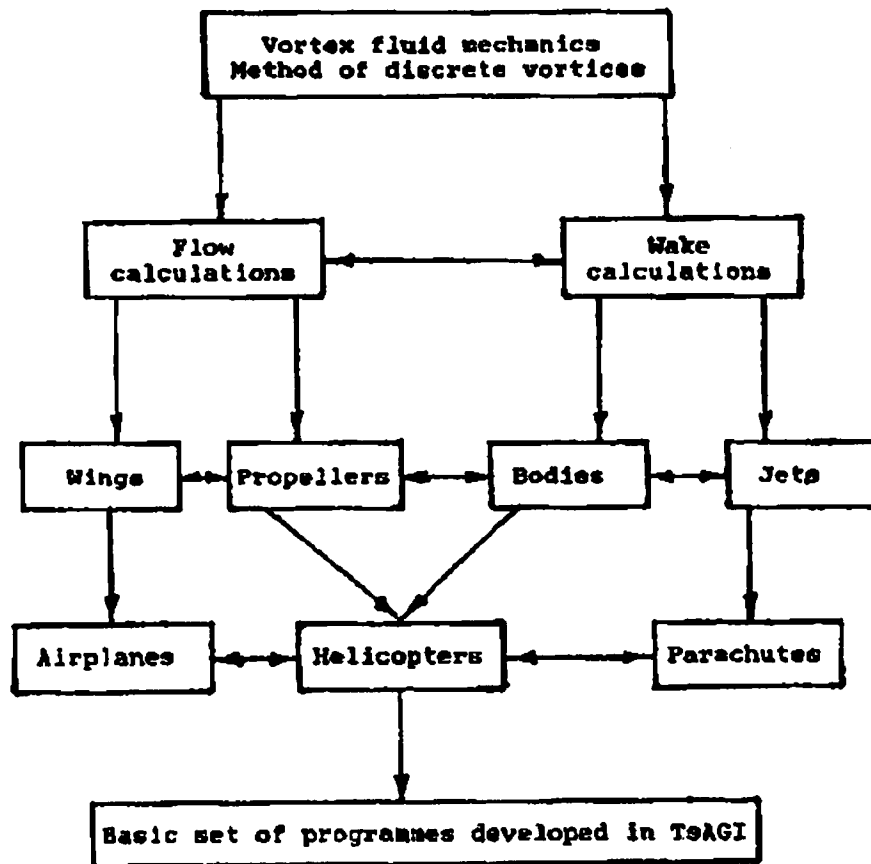 Vortex fluid mechanics
Method of discrete vortices
Flow
calculations
Wake
calculations
Wings
Propellers
Bodies
Jets
Airplanes
Helicopters
Parachutes
Basic set of programmes developed in TsAGI